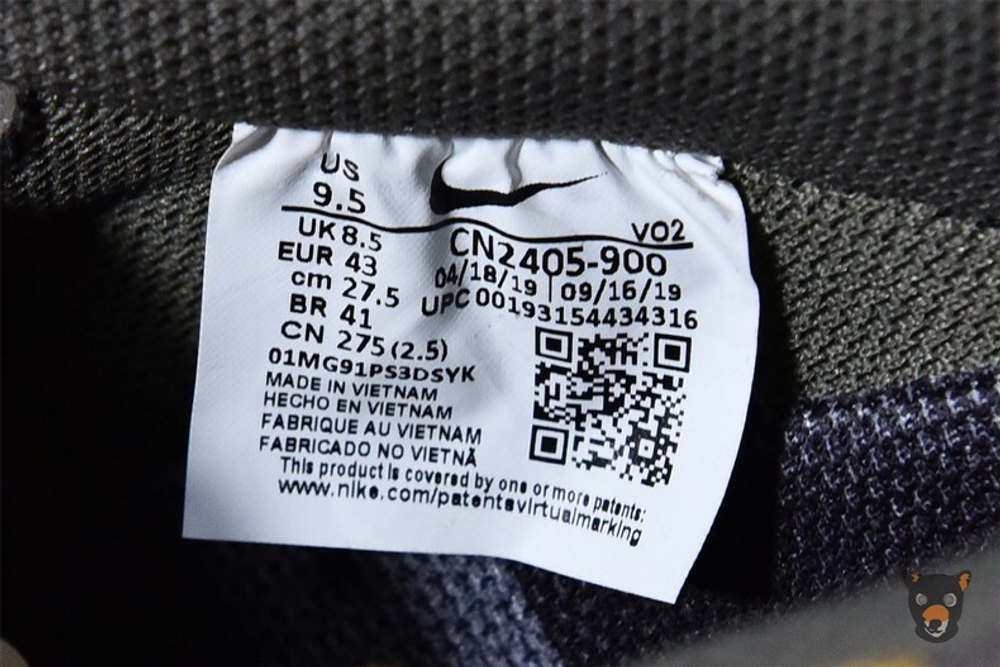 US
9.5
VO2
UK 8.5
CN2405-900
EUR 43
04/18/19 | 09/16/19
cm 27.5
UPC 00193154434316
BR 41
CN 275 (2.5)
01MG91PS3DSYK
MADE IN VIETNAM
HECHO EN VIETNAM
FABRIQUE AU VIETNAM
FABRICADO NO VIETNÃ
This product is covered by one or more patents:
www.nike.com/patentsvirtualmarking